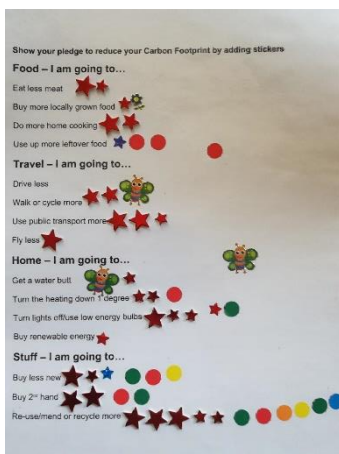 Show your pledge to reduce your Carbon Footprint by adding stickers
Food – I am going to…
Eat less meat
Buy more locally grown food
Do more home cooking
Use up more leftover food
Travel – I am going to…
Drive less
Walk or cycle more
Use public transport more
Fly less
Home – I am going to…
Get a water butt
Turn the heating down 1 degree
Turn lights off/use low energy bulbs
Buy renewable energy
Stuff – I am going to…
Buy less new
Buy 2nd hand
Re-use/mend or recycle more